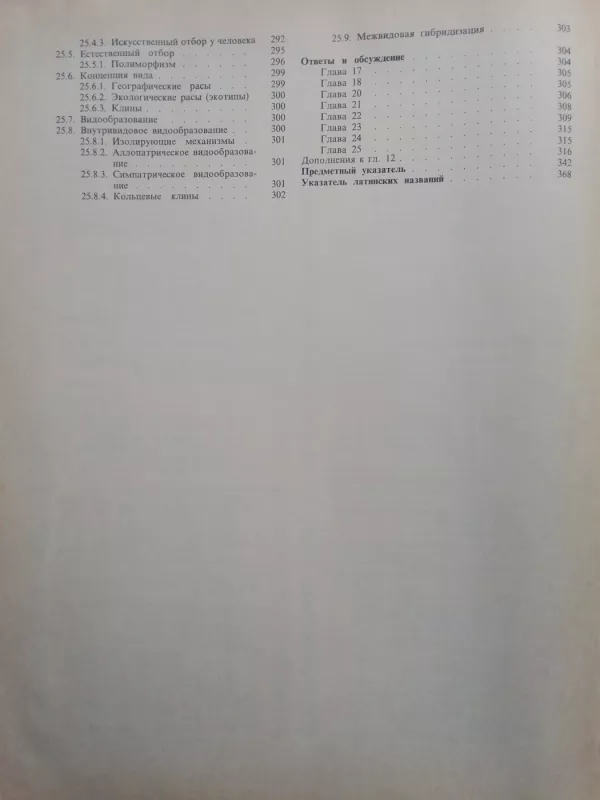 25.4.3. Искусственный отбор у человека 292
25.5. Естественный отбор . . . . . . 295
25.5.1. Полиморфизм . . . . . . 296
25.6. Концепция вида . . . . . . . 299
25.6.1. Географические расы . . . 299
25.6.2. Экологические расы (экотипы) 300
25.6.3. Клины . . . . . . . . 300
25.7. Видообразование . . . . . . . 300
25.8. Внутривидовое видообразование . . 300
25.8.1. Изолирующие механизмы . 301
25.8.2. Аллопатрическое видообразова-
ние . . . . . . . . . 301
25.8.3. Симпатрическое видообразова-
ние . . . . . . . . . 301
25.8.4. Кольцевые клины . . . . 302
25.9. Межвидовая гибридизация . . . . 303
Ответы и обсуждение . . . . . . . 304
Глава 17 . . . . . . . . . . 304
Глава 18 . . . . . . . . . . 305
Глава 20 . . . . . . . . . . 305
Глава 21 . . . . . . . . . . 306
Глава 22 . . . . . . . . . . 308
Глава 23 . . . . . . . . . . 309
Глава 24 . . . . . . . . . . 315
Глава 25 . . . . . . . . . . 315
Дополнения к гл. 12 . . . . . . . . 316
Предметный указатель . . . . . . . 342
Указатель латинских названий . . . . . 368